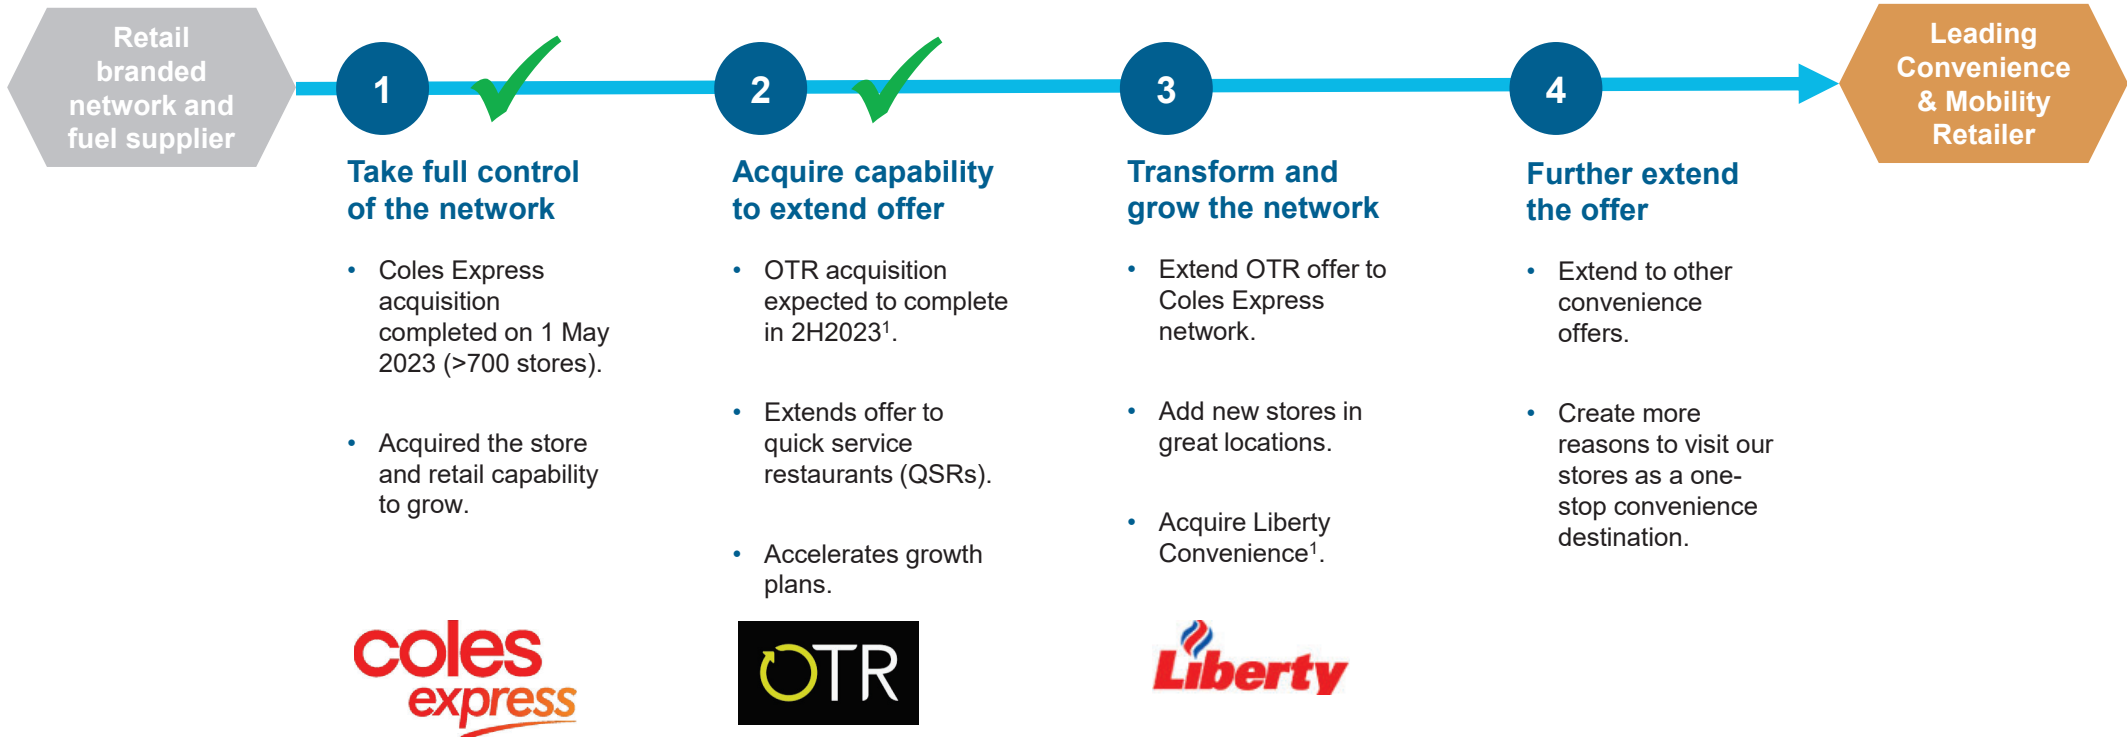 Retail
branded
network and
fuel supplier
1
2
3
4
Leading
Convenience
& Mobility
Retailer
Take full control
of the network
• Coles Express
acquisition
completed on 1 May
2023 (>700 stores).
• Acquired the store
and retail capability
to grow.
coles
express
Acquire capability
to extend offer
• OTR acquisition
expected to complete
in 2H2023¹.
• Extends offer to
quick service
restaurants (QSRs).
• Accelerates growth
plans.
OTR
Transform and
grow the network
• Extend OTR offer to
Coles Express
network.
• Add new stores in
great locations.
• Acquire Liberty
Convenience¹.
Liberty
Further extend
the offer
• Extend to other
convenience
offers.
• Create more
reasons to visit our
stores as a one-
stop convenience
destination.